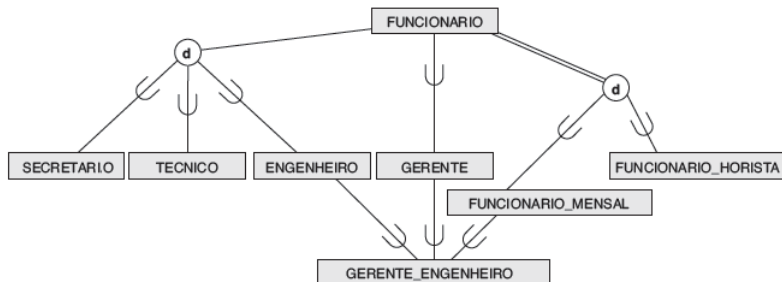 FUNCIONARIO
d
d
SECRETARIO
TECNICO
ENGENHEIRO
GERENTE
FUNCIONARIO_HORISTA
FUNCIONARIO_MENSAL
GERENTE_ENGENHEIRO